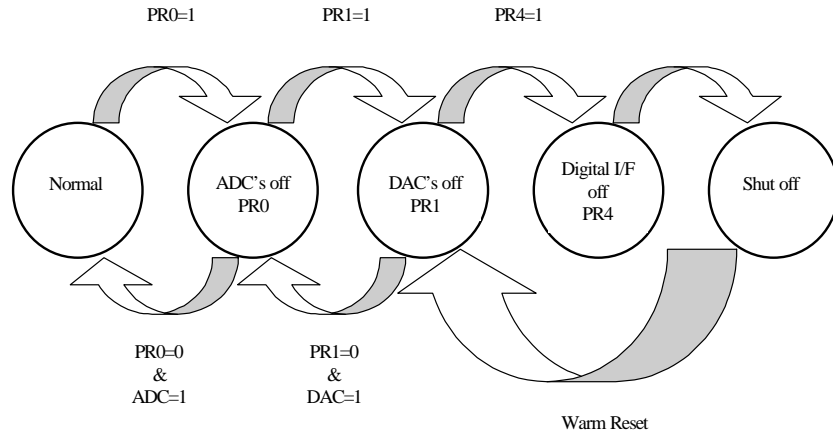 PR0=1
PR1=1
PR4=1
Normal
ADC's off
PR0
DAC's off
PR1
Digital I/F
off
PR4
Shut off
PR0=0
&
ADC=1
PR1=0
&
DAC=1
Warm Reset